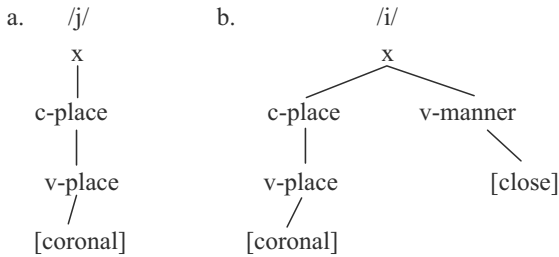 a. /j/ b. /i/
x x
c-place c-place v-manner
v-place v-place [close]
[coronal] [coronal]